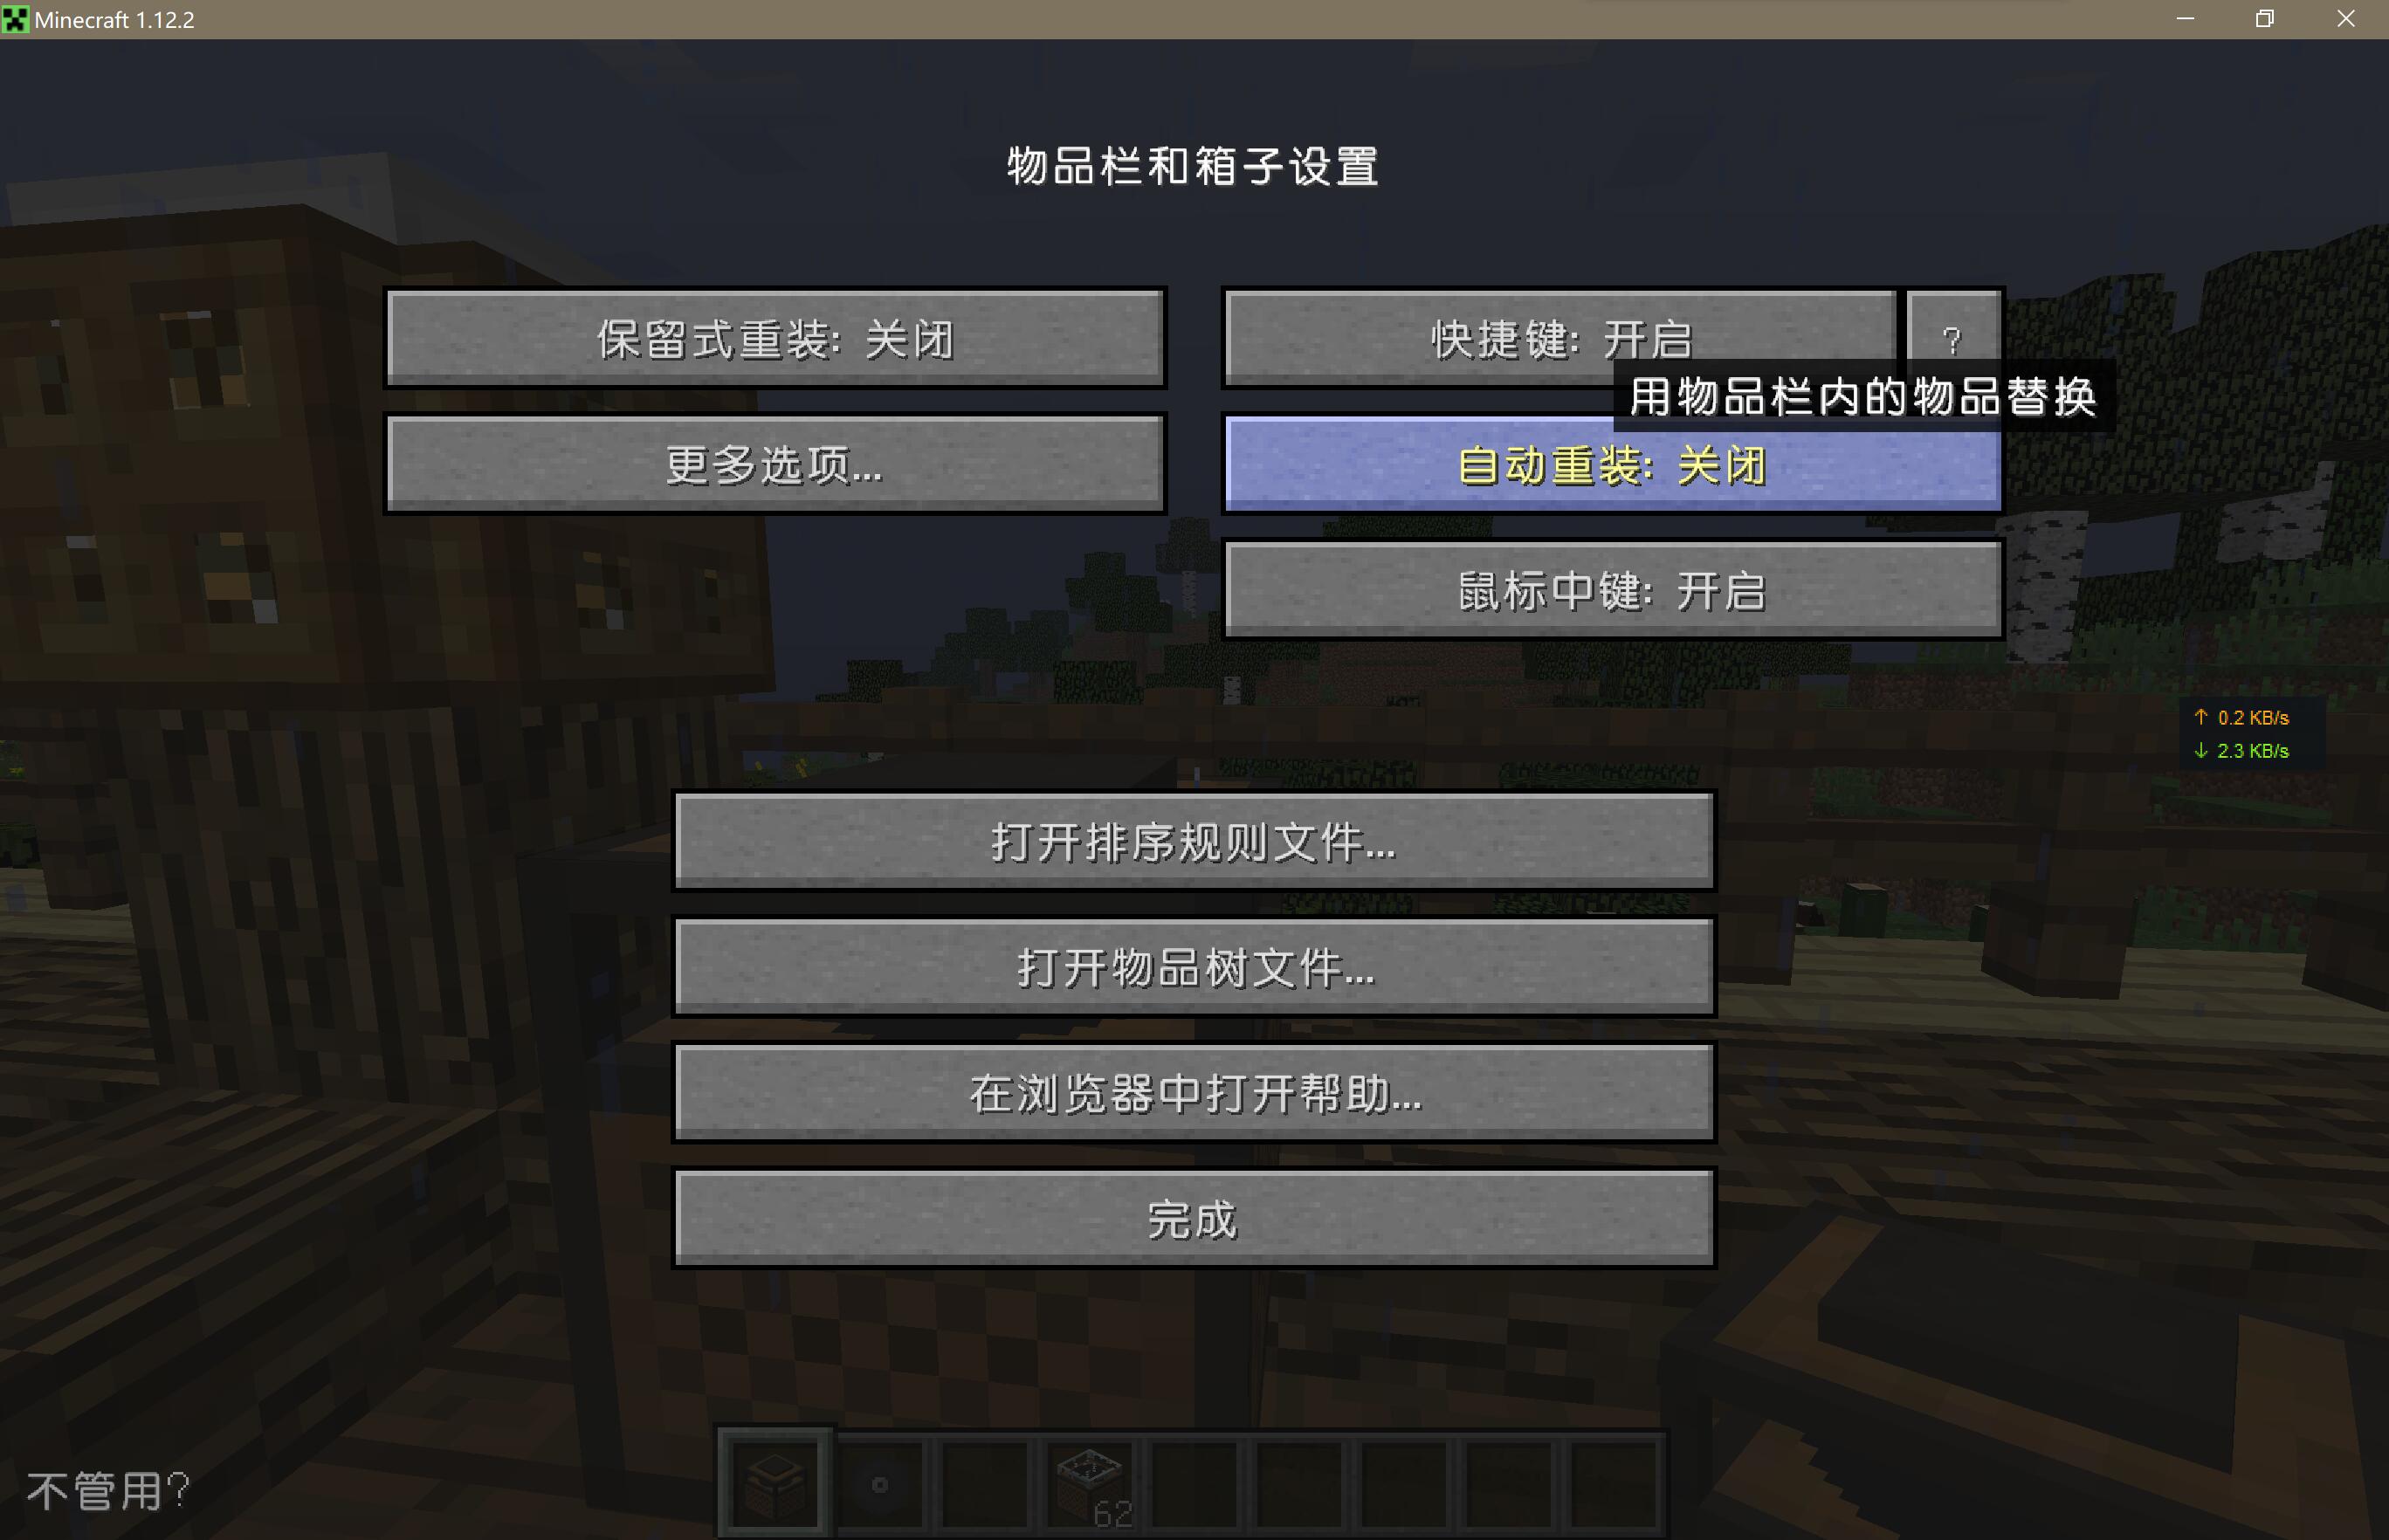 Minecraft 1.12.2
物品栏和箱子设置
保留式重装: 关闭
快捷键: 开启
?
用物品栏内的物品替换
更多选项...
自动重装: 关闭
鼠标中键: 开启
↑ 0.2 KB/s
↓ 2.3 KB/s
打开排序规则文件...
打开物品树文件...
在浏览器中打开帮助...
完成
不管用?
62